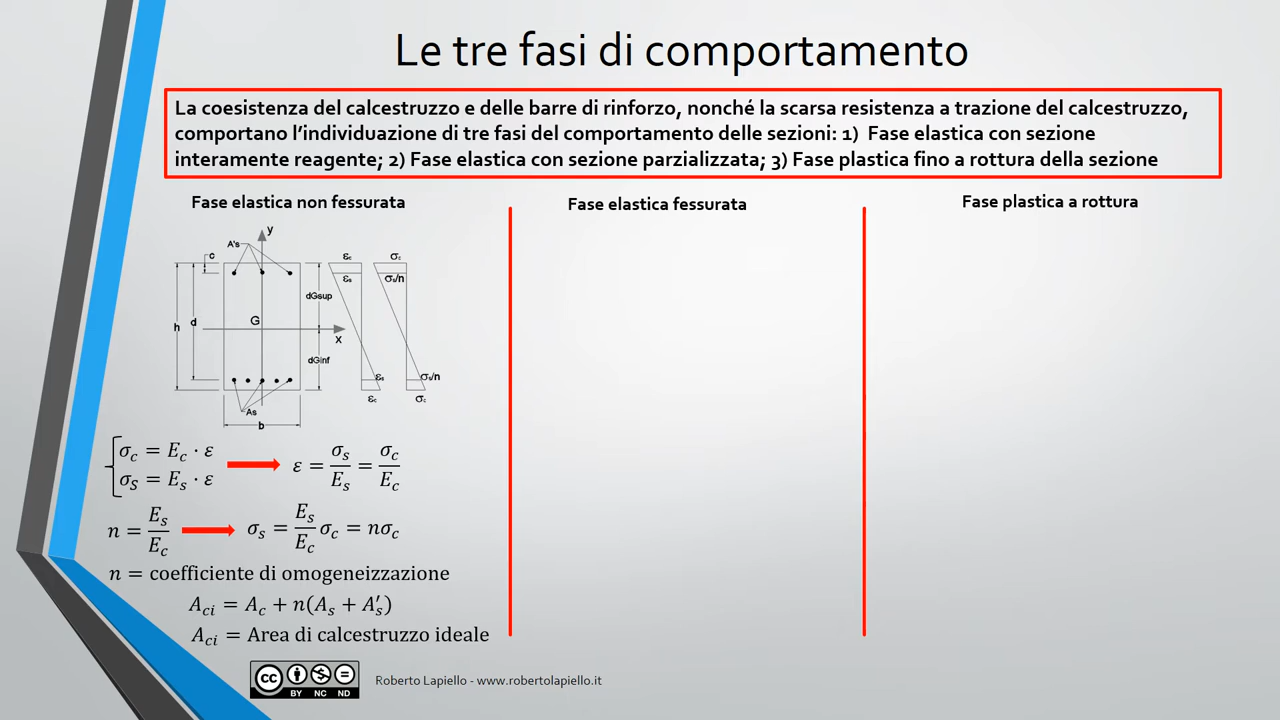 Le tre fasi di comportamento
La coesistenza del calcestruzzo e delle barre di rinforzo, nonché la scarsa resistenza a trazione del calcestruzzo,
comportano l'individuazione di tre fasi del comportamento delle sezioni: 1) Fase elastica con sezione
interamente reagente; 2) Fase elastica con sezione parzializzata; 3) Fase plastica fino a rottura della sezione
Fase elastica non fessurata
Fase elastica fessurata
Fase plastica a rottura
y
A's
c
εc
σc
εs
σs/n
dGsup
h
d
G
x
dGinf
εs
σs/n
εc
σc
As
b
σc = Ec · ε
σS = Es · ε
ε = σs/Es = σc/Ec
n = Es/Ec
σs = Es/Ec σc = nσc
n = coefficiente di omogeneizzazione
Aci = Ac + n(As + A's)
Aci = Area di calcestruzzo ideale
cc
BY NC ND
Roberto Lapiello - www.robertolapiello.it